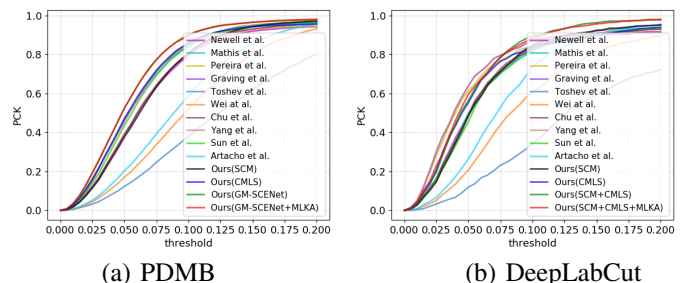 1.0
0.8
0.6
0.4
0.2
0.0
PCK
0.000 0.025 0.050 0.075 0.100 0.125 0.150 0.175 0.200
threshold
Newell et al.
Mathis et al.
Pereira et al.
Graving et al.
Toshev et al.
Wei et al.
Chu et al.
Yang et al.
Sun et al.
Artacho et al.
Ours(SCM)
Ours(CMLS)
Ours(GM-SCENet)
Ours(GM-SCENet+MLKA)
(a) PDMB
1.0
0.8
0.6
0.4
0.2
0.0
PCK
0.000 0.025 0.050 0.075 0.100 0.125 0.150 0.175 0.200
threshold
Newell et al.
Mathis et al.
Pereira et al.
Graving et al.
Toshev et al.
Wei et al.
Chu et al.
Yang et al.
Sun et al.
Artacho et al.
Ours(SCM)
Ours(CMLS)
Ours(SCM+CMLS)
Ours(SCM+CMLS+MLKA)
(b) DeepLabCut